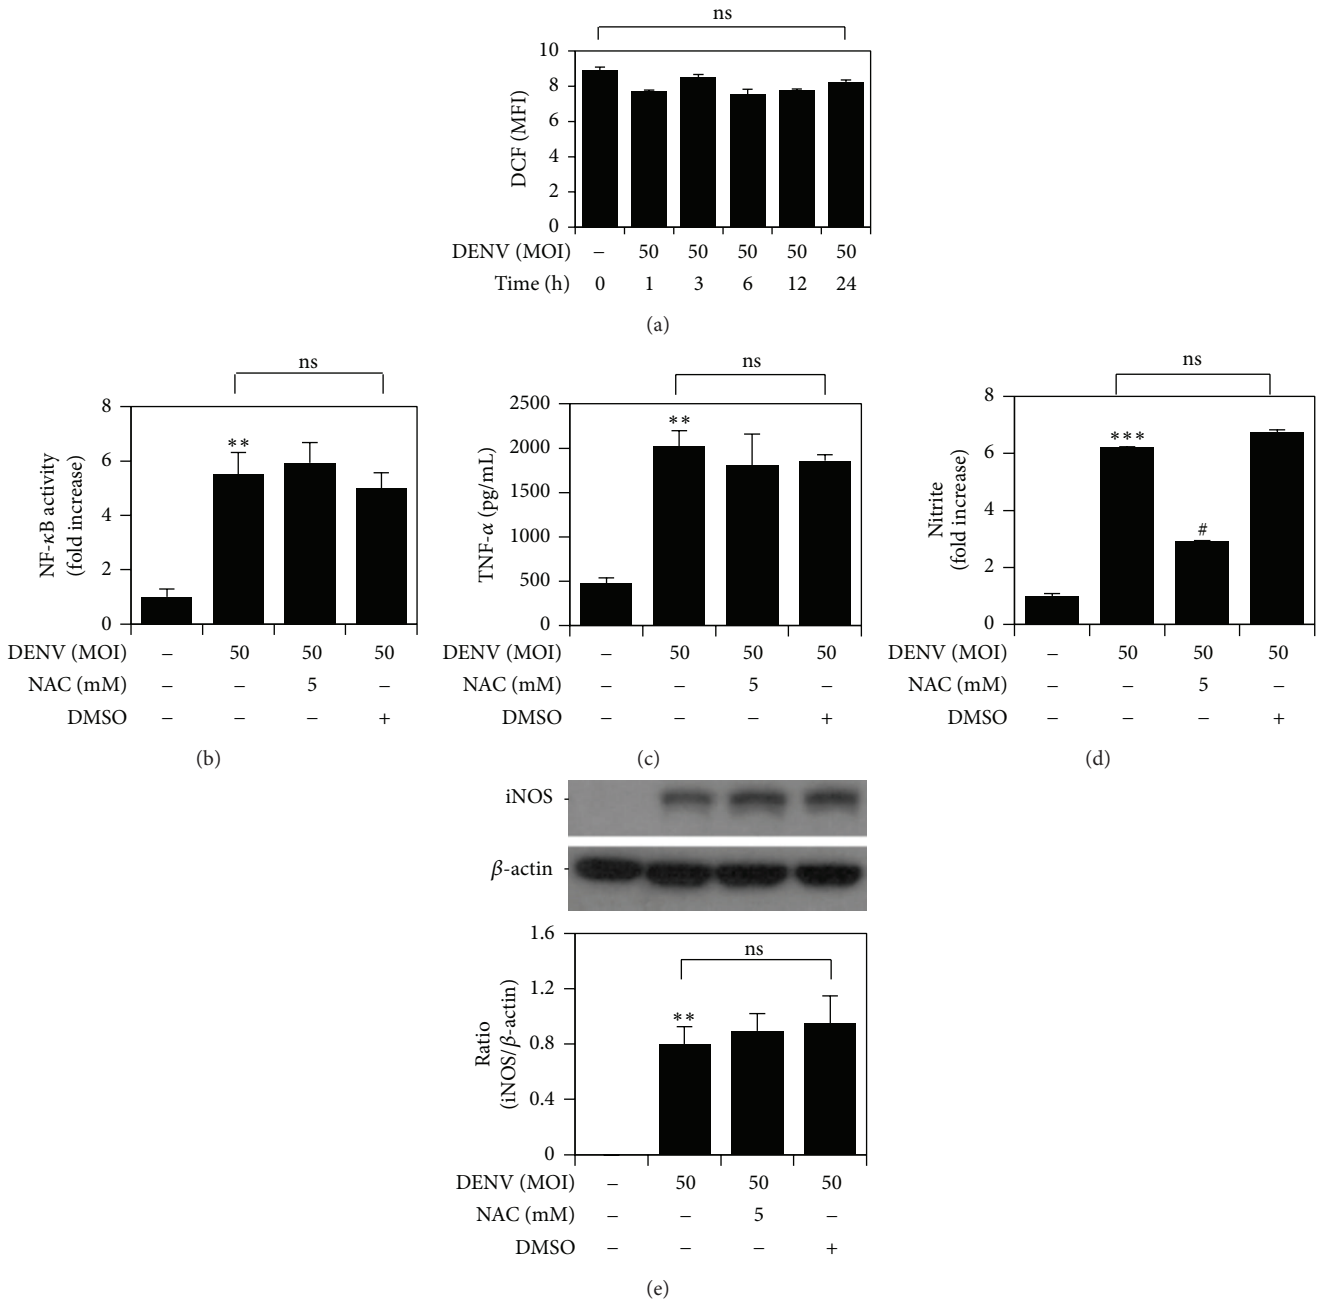 ns
10
8
6
4
2
0
DCF (MFI)
DENV (MOI) – 50 50 50 50 50
Time (h) 0 1 3 6 12 24
(a)
ns
8
6
4
2
0
**
NF-κB activity
(fold increase)
DENV (MOI) – 50 50 50
NAC (mM) – – 5 –
DMSO – – – +
(b)
ns
2500
2000
1500
1000
500
0
**
TNF-α (pg/mL)
DENV (MOI) – 50 50 50
NAC (mM) – – 5 –
DMSO – – – +
(c)
ns
8
6
4
2
0
***
#
Nitrite
(fold increase)
DENV (MOI) – 50 50 50
NAC (mM) – – 5 –
DMSO – – – +
(d)
iNOS
β-actin
1.6
1.2
0.8
0.4
0
ns
**
Ratio
(iNOS/β-actin)
DENV (MOI) – 50 50 50
NAC (mM) – – 5 –
DMSO – – – +
(e)